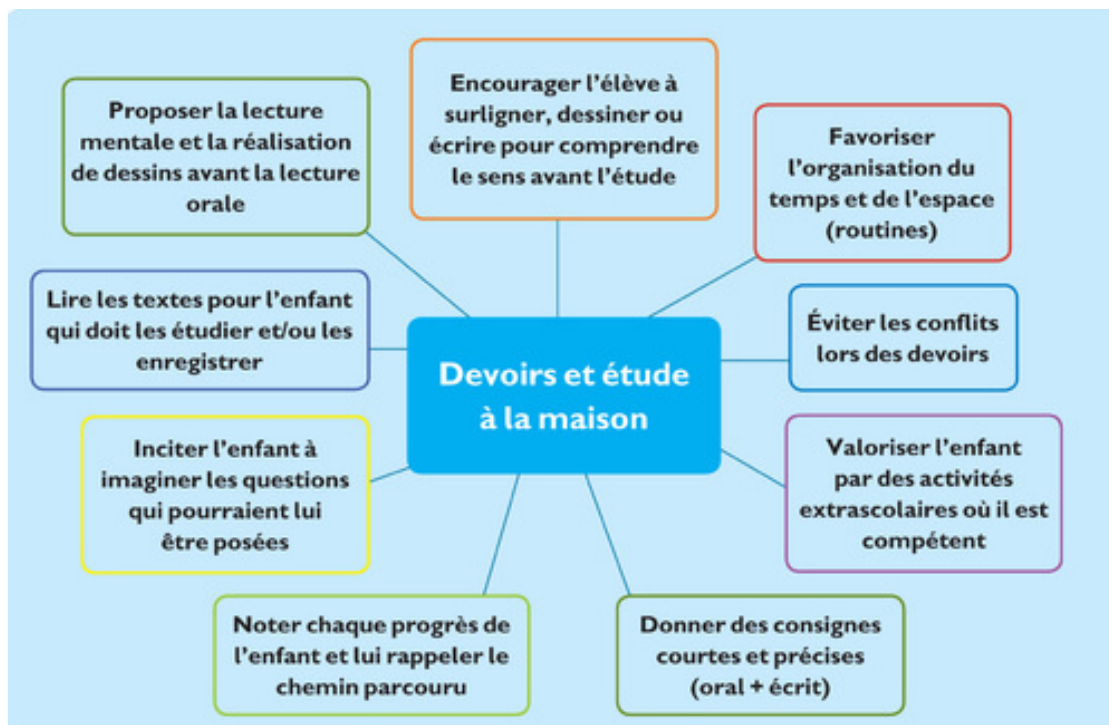 Proposer la lecture
mentale et la réalisation
de dessins avant la lecture
orale
Encourager l’élève à
surligner, dessiner ou
écrire pour comprendre
le sens avant l’étude
Favoriser
l’organisation du
temps et de l’espace
(routines)
Lire les textes pour l’enfant
qui doit les étudier et/ou les
enregistrer
Devoirs et étude
à la maison
Éviter les conflits
lors des devoirs
Inciter l’enfant à
imaginer les questions
qui pourraient lui
être posées
Valoriser l’enfant
par des activités
extrascolaires où il est
compétent
Noter chaque progrès de
l’enfant et lui rappeler le
chemin parcouru
Donner des consignes
courtes et précises
(oral + écrit)